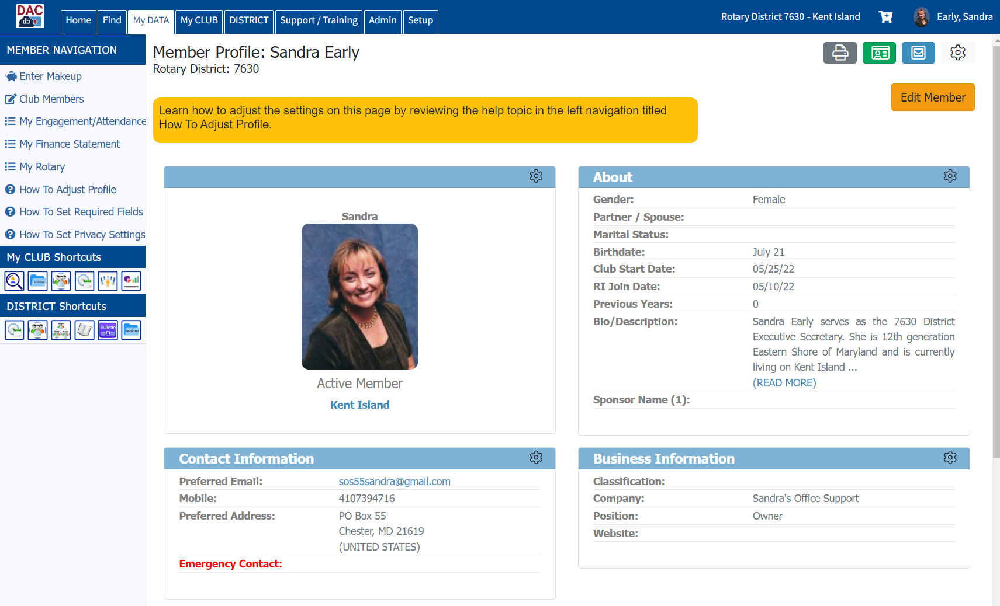 DAC
db
Home
Find
My DATA
My CLUB
DISTRICT
Support / Training
Admin
Setup
Rotary District 7630 - Kent Island
Early, Sandra
MEMBER NAVIGATION
Enter Makeup
Club Members
My Engagement/Attendance
My Finance Statement
My Rotary
How To Adjust Profile
How To Set Required Fields
How To Set Privacy Settings
My CLUB Shortcuts
DISTRICT Shortcuts
Bulletin
Member Profile: Sandra Early
Rotary District: 7630
Edit Member
Learn how to adjust the settings on this page by reviewing the help topic in the left navigation titled
How To Adjust Profile.
Sandra
Active Member
Kent Island
About
Gender: Female
Partner / Spouse:
Marital Status:
Birthdate: July 21
Club Start Date: 05/25/22
RI Join Date: 05/10/22
Previous Years: 0
Bio/Description: Sandra Early serves as the 7630 District
Executive Secretary. She is 12th generation
Eastern Shore of Maryland and is currently
living on Kent Island ...
(READ MORE)
Sponsor Name (1):
Contact Information
Preferred Email: sos55sandra@gmail.com
Mobile: 4107394716
Preferred Address: PO Box 55
Chester, MD 21619
(UNITED STATES)
Emergency Contact:
Business Information
Classification:
Company: Sandra's Office Support
Position: Owner
Website: